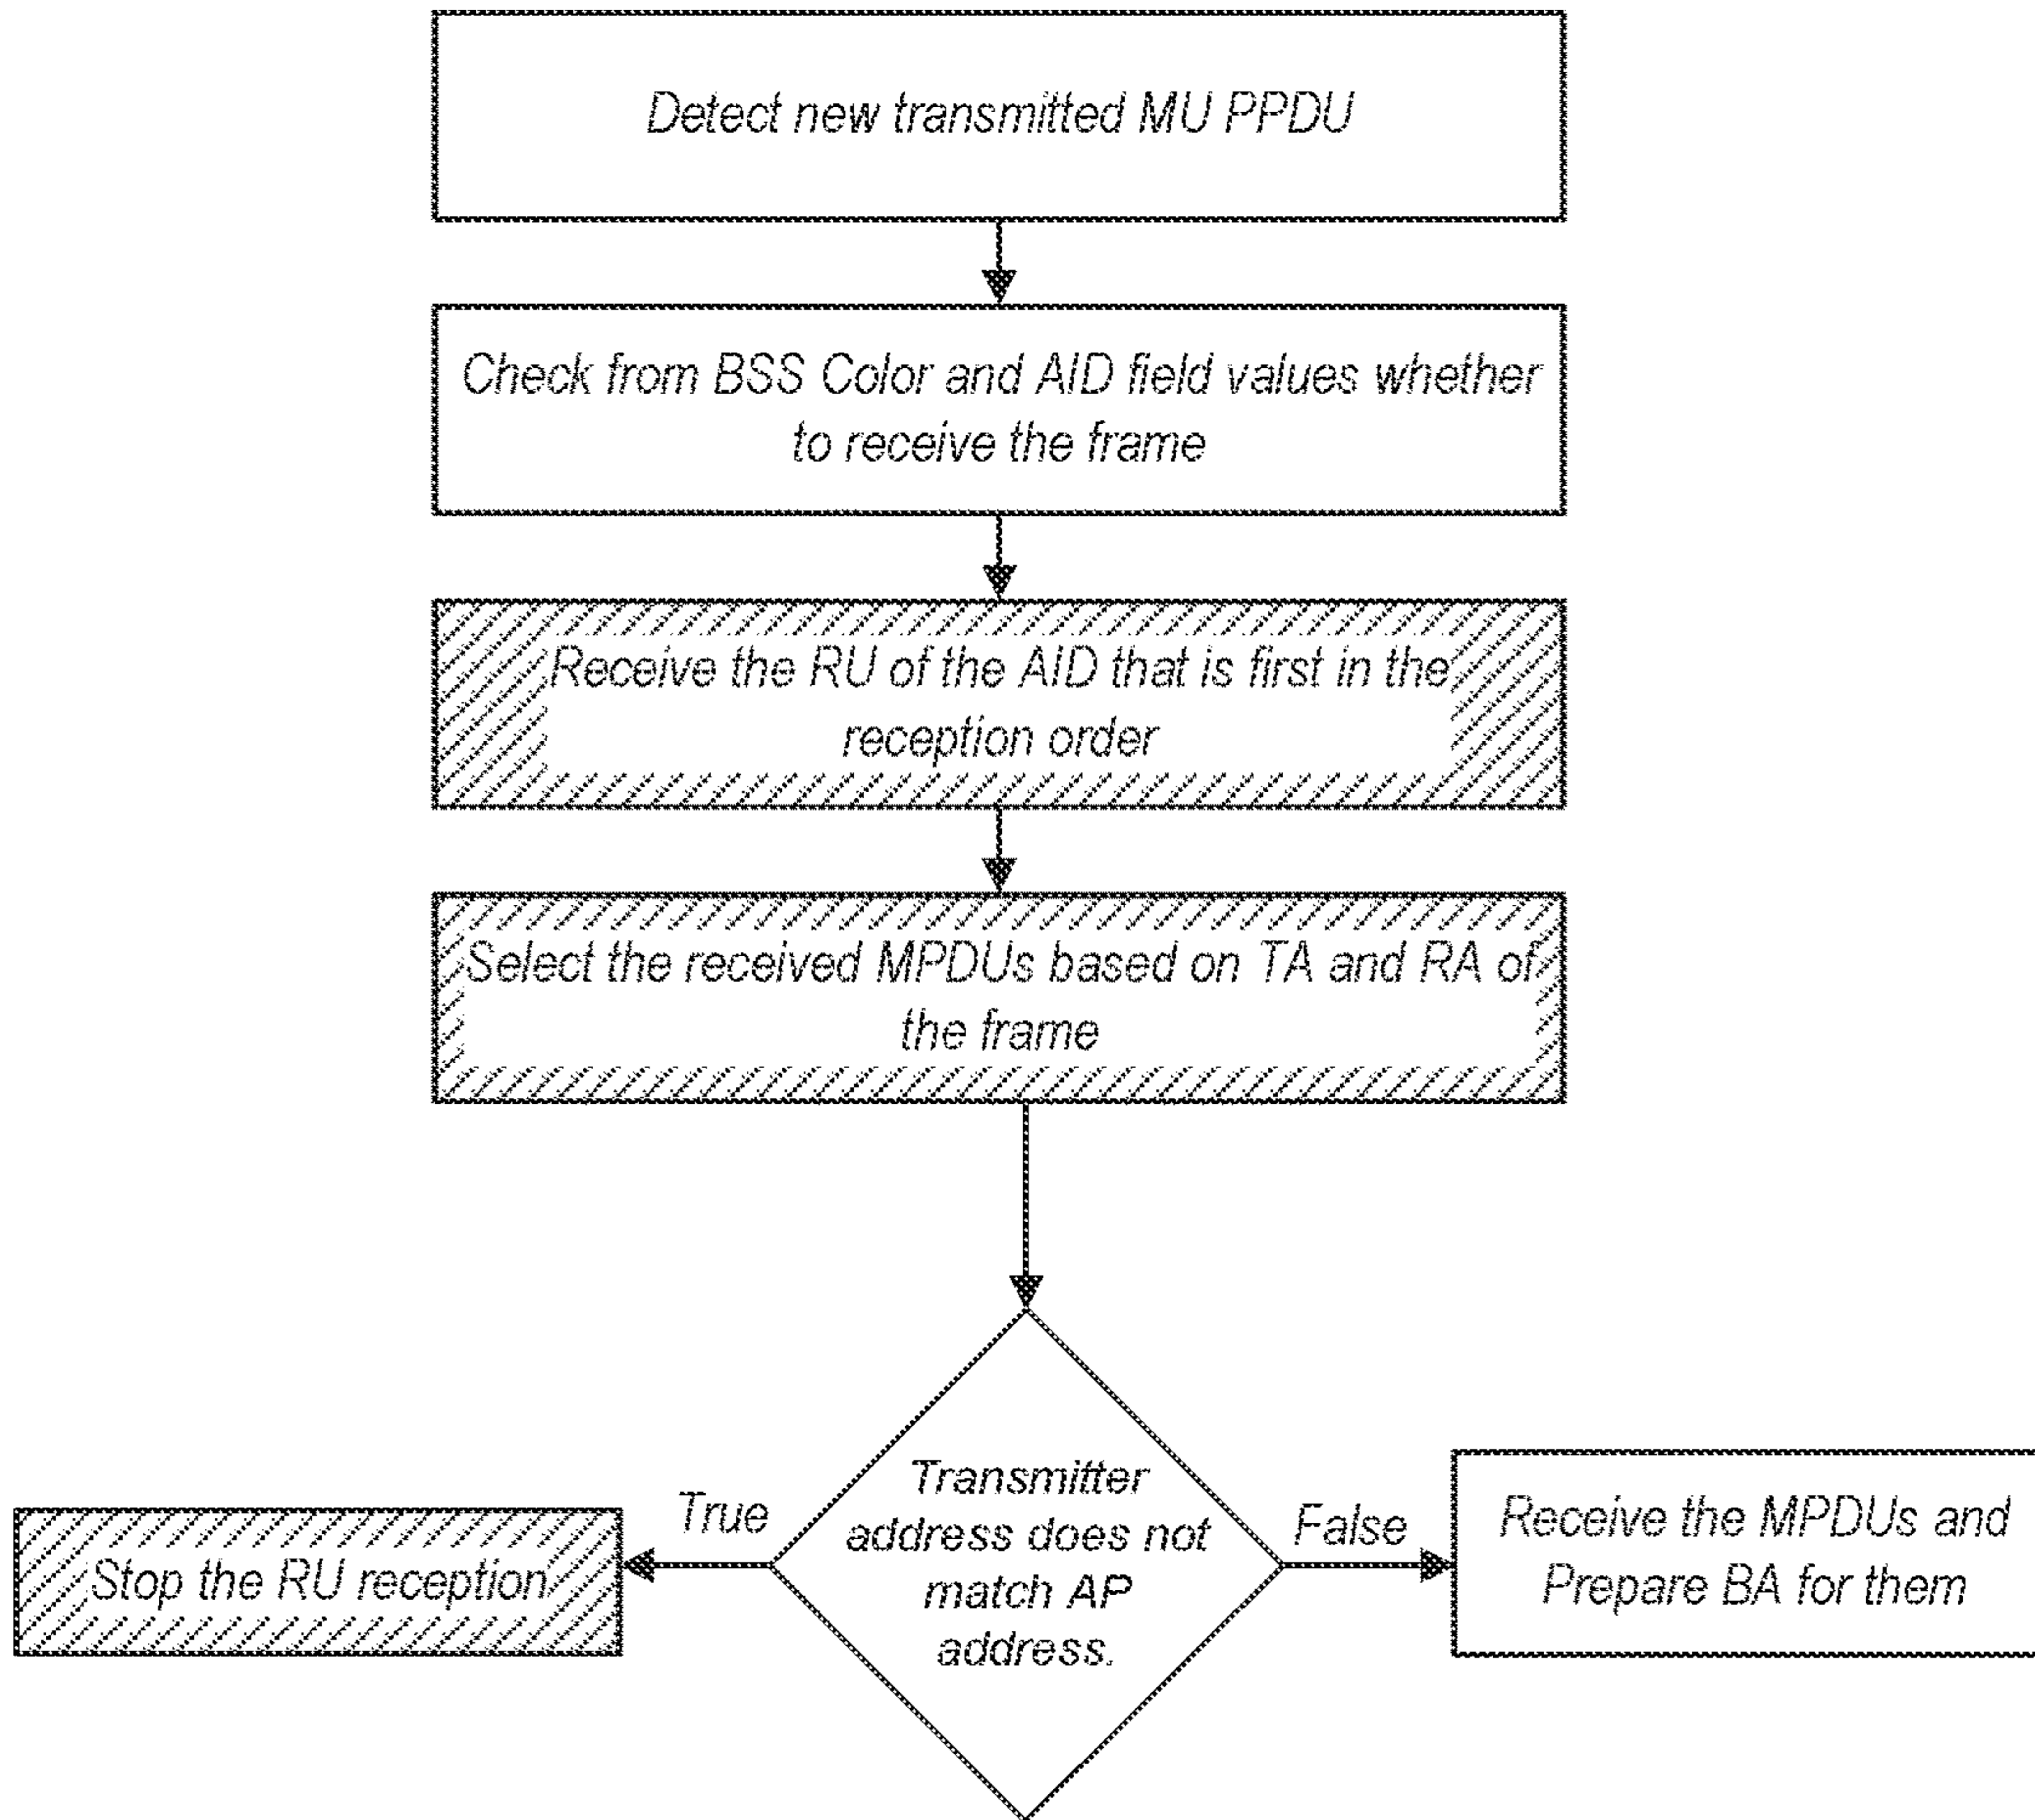 Detect new transmitted MU PPDU
Check from BSS Color and AID field values whether
to receive the frame
Receive the RU of the AID that is first in the
reception order
Select the received MPDUs based on TA and RA of
the frame
Transmitter
address does not
match AP
address.
True
Stop the RU reception
False
Receive the MPDUs and
Prepare BA for them